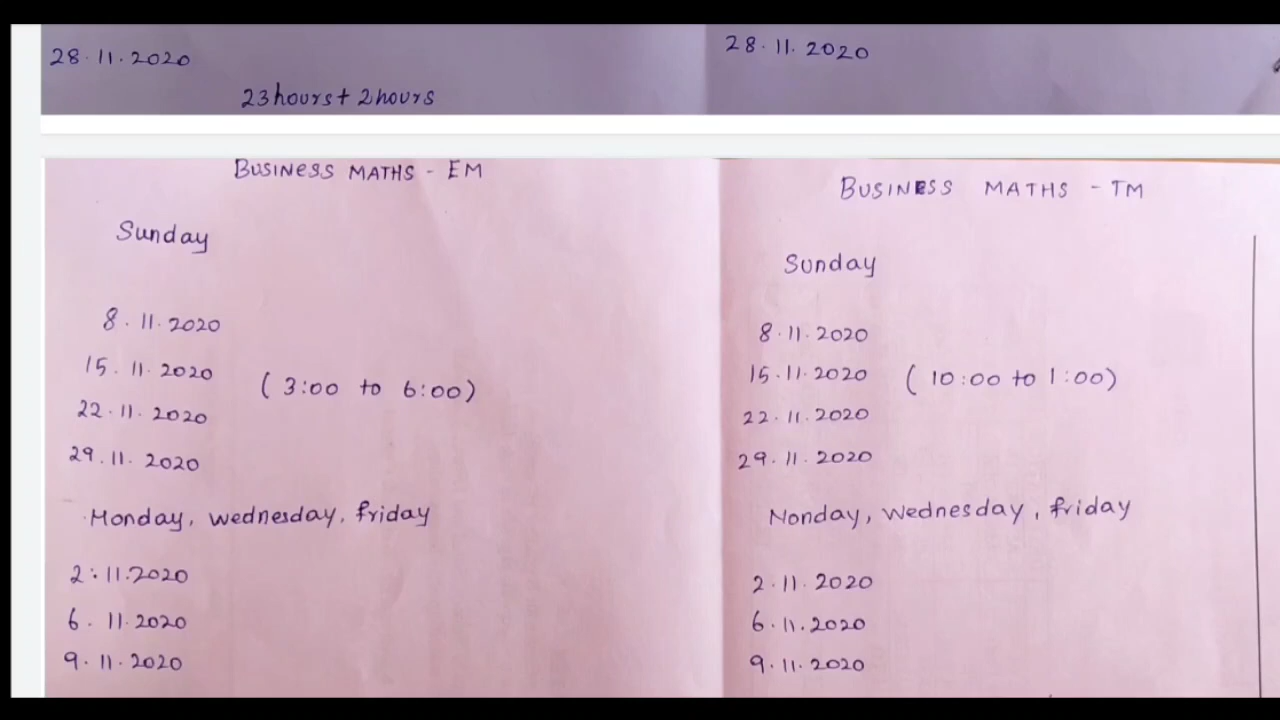 28.11.2020
23hours+ 2hours
28.11.2020
BUSINESS MATHS - EM
Sunday
8.11.2020
15.11.2020
(3:00 to 6:00)
22.11.2020
29.11.2020
Monday, wednesday, friday
2.11.2020
6.11.2020
9.11.2020
BUSINESS MATHS - TM
Sunday
8.11.2020
15.11.2020 (10:00 to 1:00)
22.11.2020
29.11.2020
Monday, wednesday, friday
2.11.2020
6.11.2020
9.11.2020